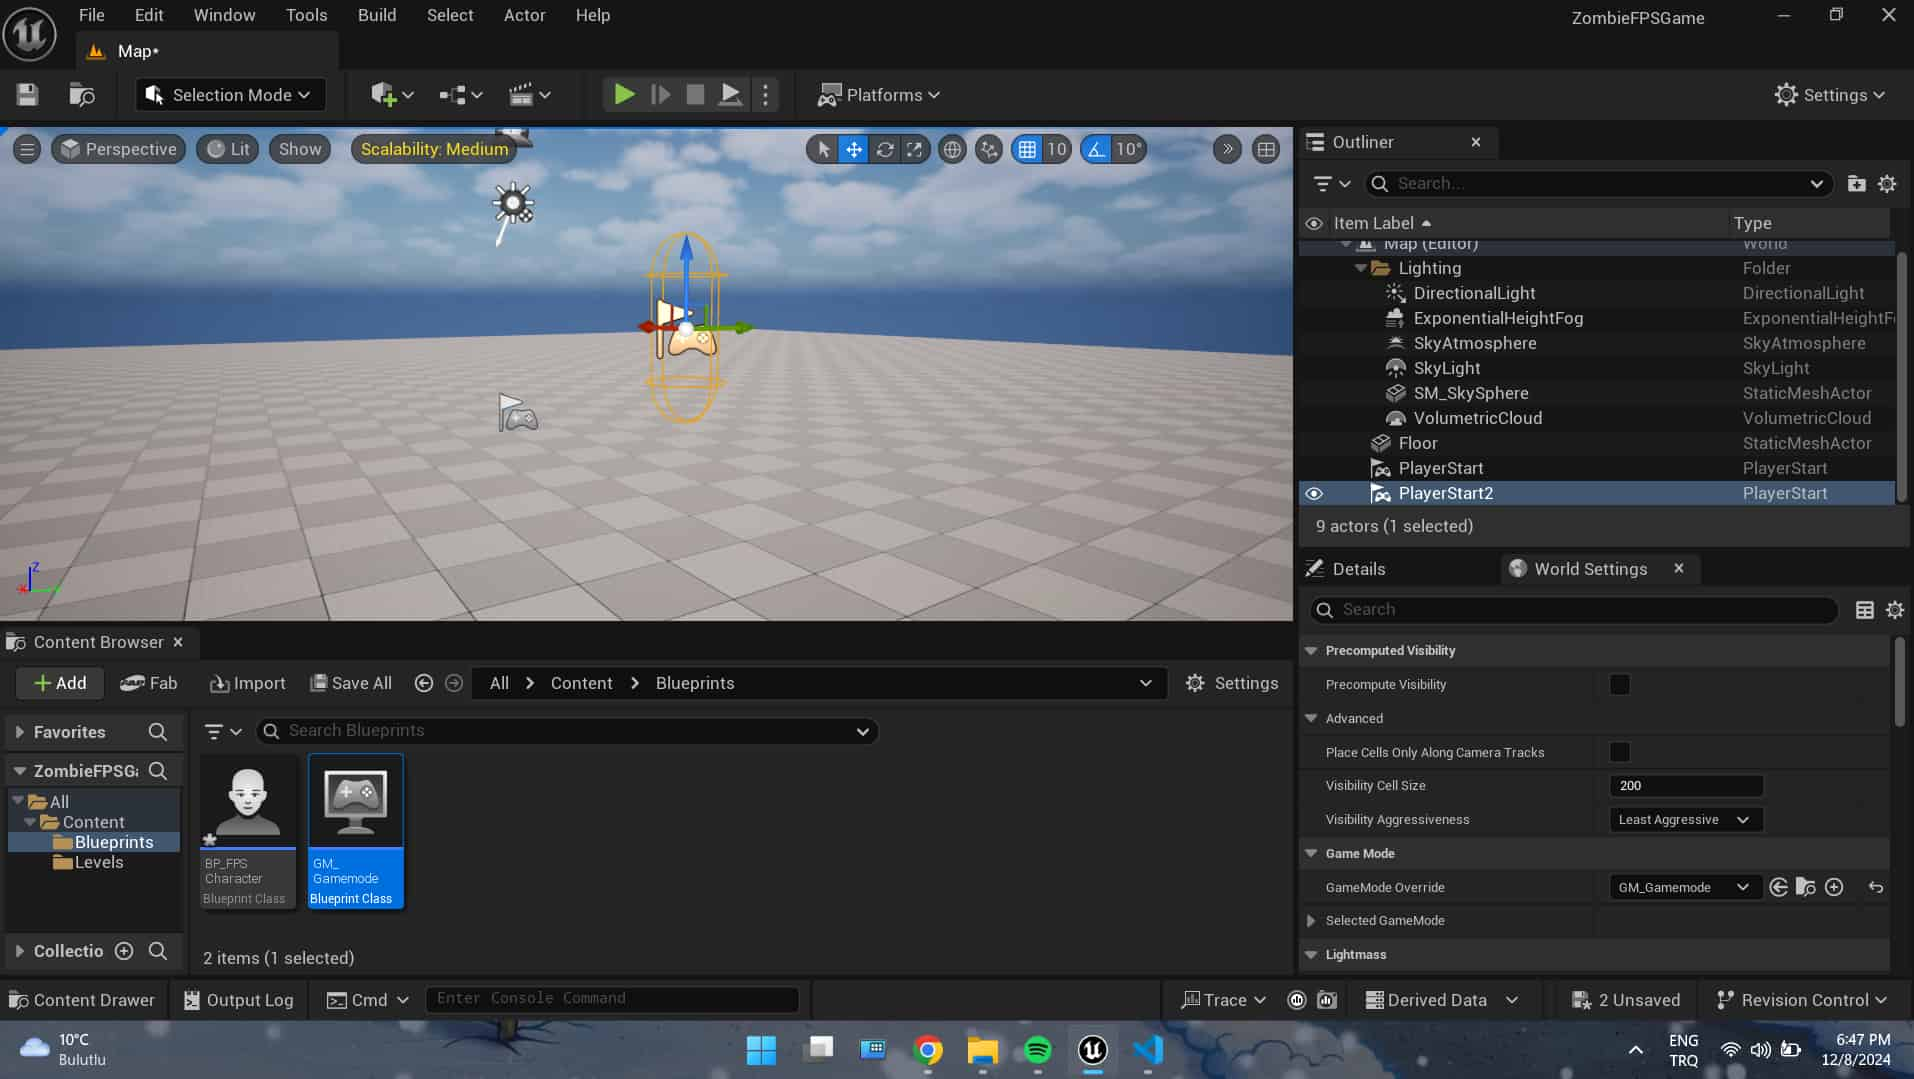 File Edit Window Tools Build Select Actor Help
ZombieFPSGame
Map*
Selection Mode
Platforms
Settings
Perspective Lit Show Scalability: Medium
10 10°
Outliner
Search...
Item Label Type
Map (Editor) World
Lighting Folder
DirectionalLight DirectionalLight
ExponentialHeightFog ExponentialHeightF
SkyAtmosphere SkyAtmosphere
SkyLight SkyLight
SM_SkySphere StaticMeshActor
VolumetricCloud VolumetricCloud
Floor StaticMeshActor
PlayerStart PlayerStart
PlayerStart2 PlayerStart
9 actors (1 selected)
Z
Details World Settings
Search
Precomputed Visibility
Precompute Visibility
Advanced
Place Cells Only Along Camera Tracks
Visibility Cell Size 200
Visibility Aggressiveness Least Aggressive
Game Mode
GameMode Override GM_Gamemode
Selected GameMode
Lightmass
Content Browser
Add Fab Import Save All All Content Blueprints Settings
Favorites
Search Blueprints
ZombieFPSG
All
Content
Blueprints
Levels
Collectio
BP_FPS
Character
Blueprint Class
GM_
Gamemode
Blueprint Class
2 items (1 selected)
Content Drawer Output Log Cmd Enter Console Command Trace Derived Data 2 Unsaved Revision Control
10°C
Bulutlu
ENG
TRQ
6:47 PM
12/8/2024